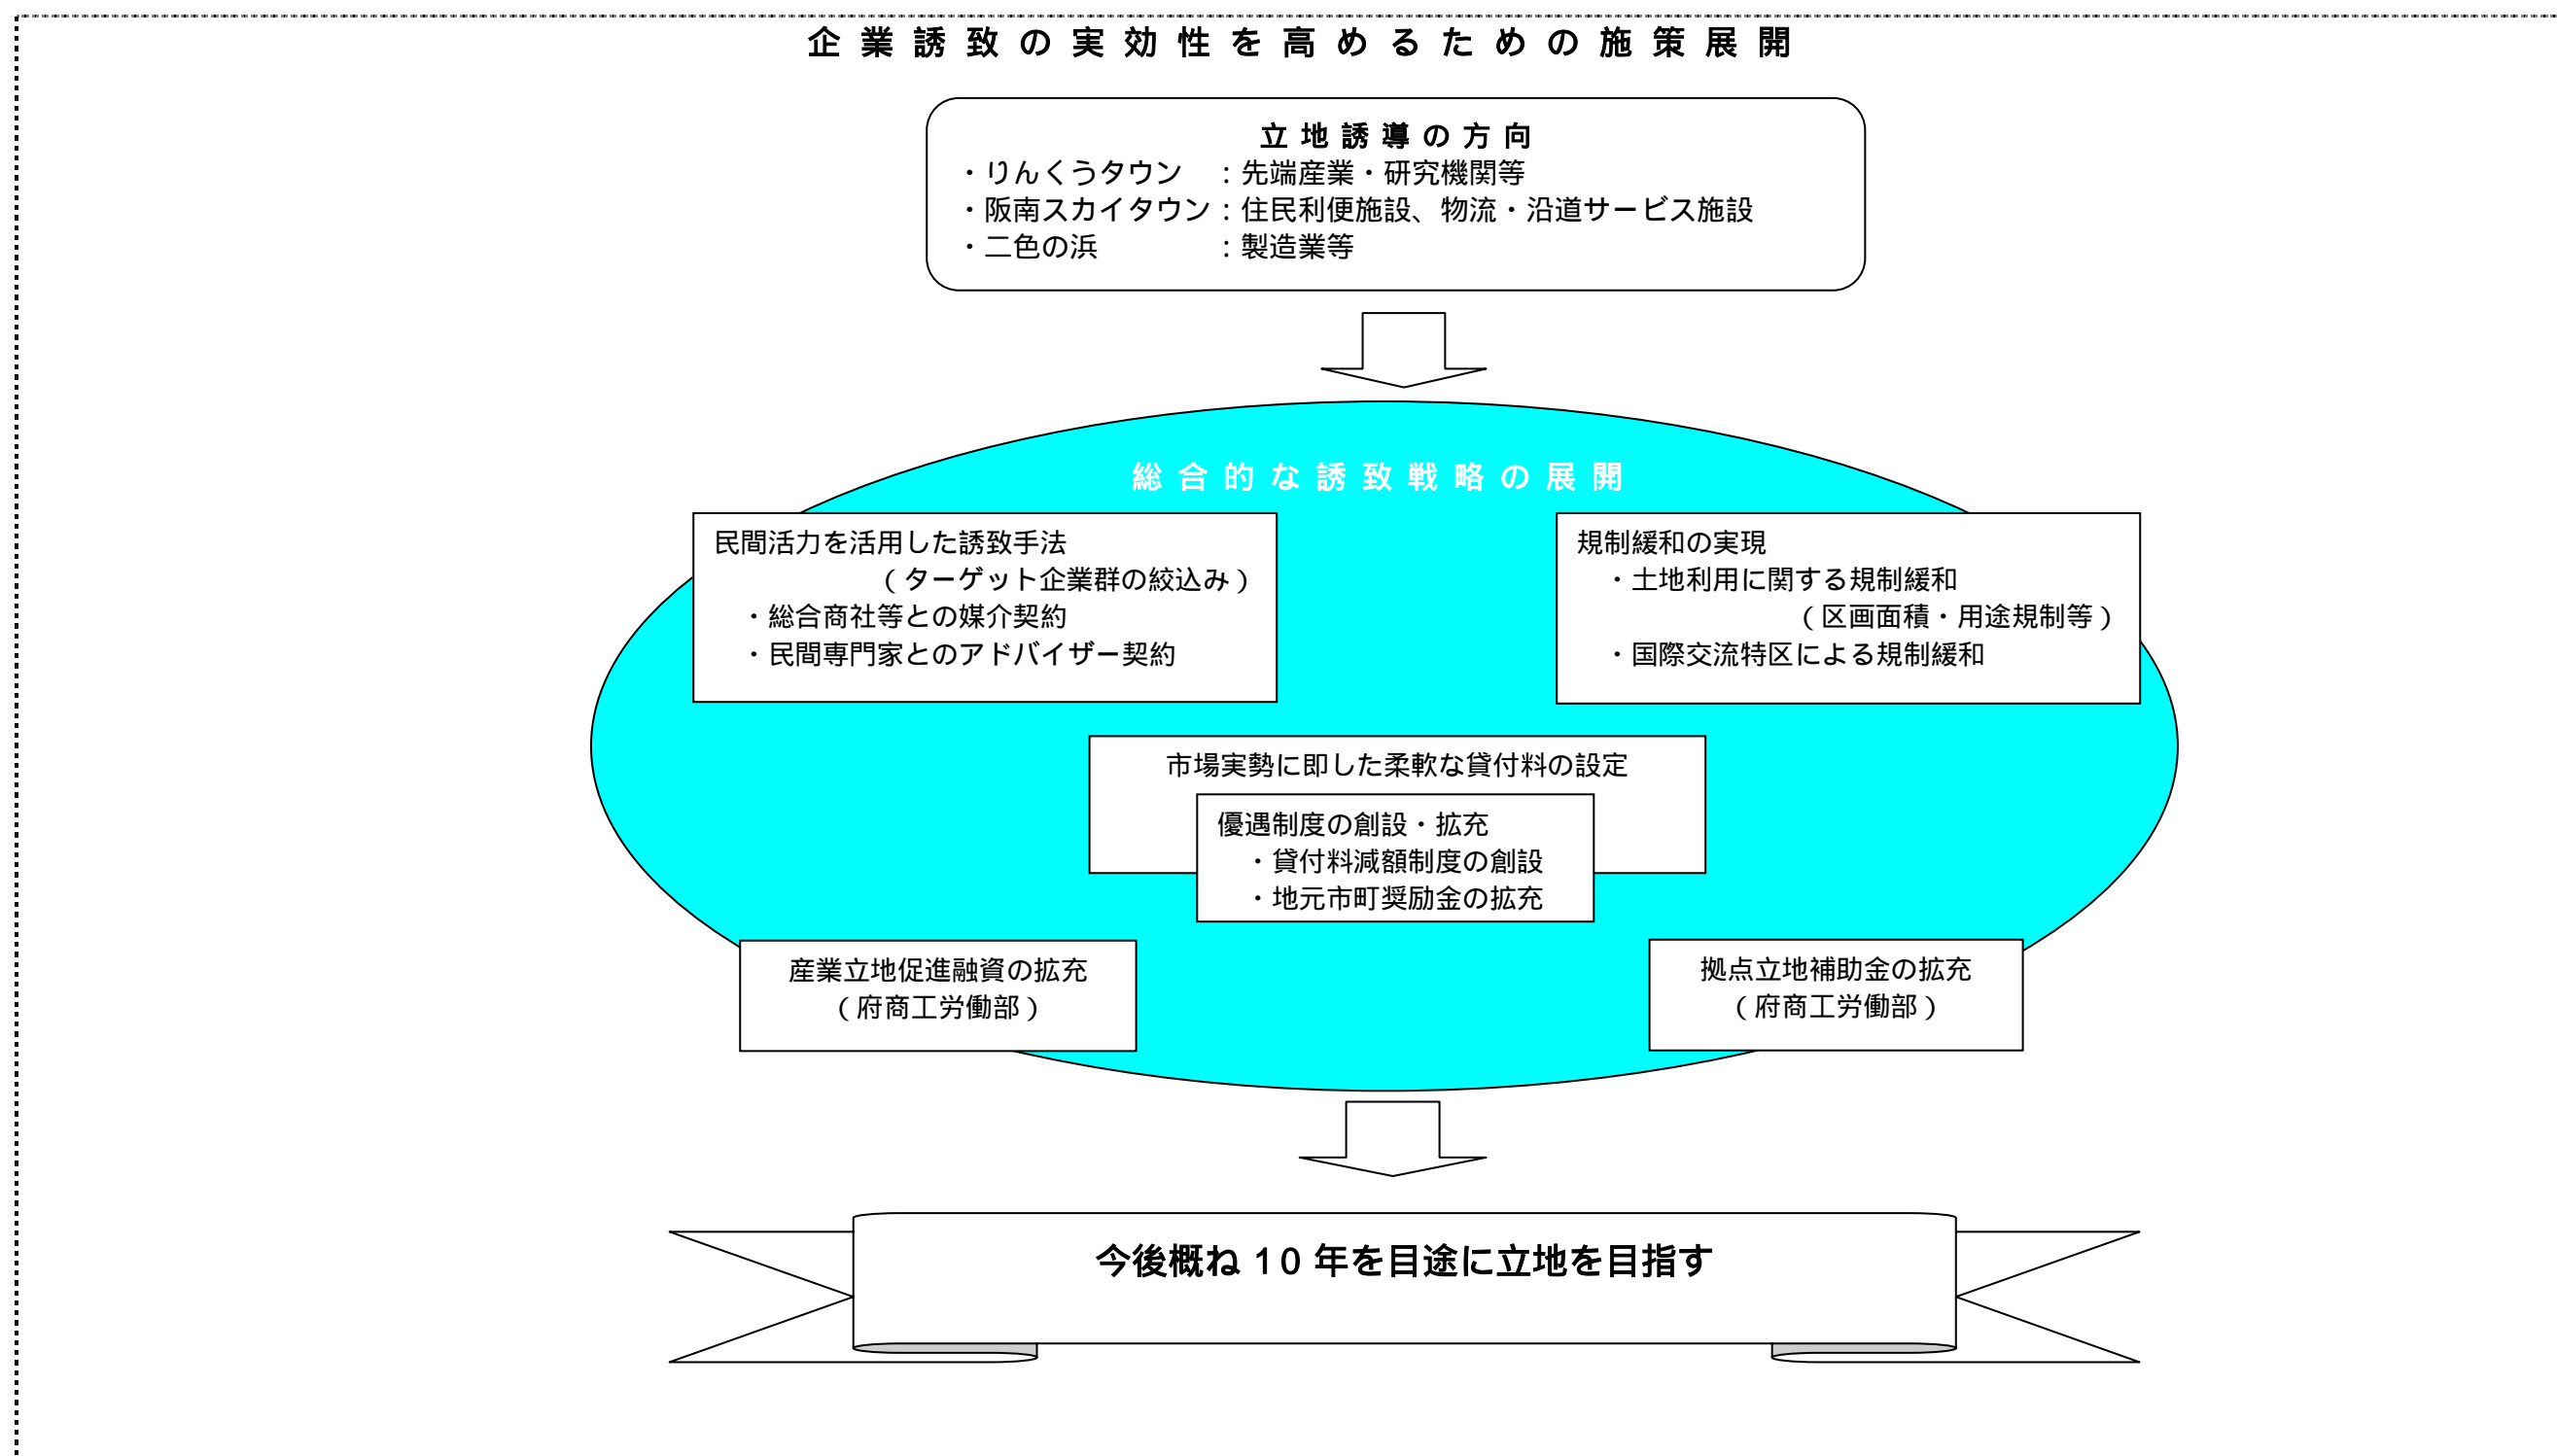 企業誘致の実効性を高めるための施策展開
立地誘導の方向
・りんくうタウン　：先端産業・研究機関等
・阪南スカイタウン：住民利便施設、物流・沿道サービス施設
・二色の浜　　　　：製造業等
総合的な誘致戦略の展開
民間活力を活用した誘致手法
（ターゲット企業群の絞込み）
・総合商社等との媒介契約
・民間専門家とのアドバイザー契約
規制緩和の実現
・土地利用に関する規制緩和
（区画面積・用途規制等）
・国際交流特区による規制緩和
市場実勢に即した柔軟な貸付料の設定
優遇制度の創設・拡充
・貸付料減額制度の創設
・地元市町奨励金の拡充
産業立地促進融資の拡充
（府商工労働部）
拠点立地補助金の拡充
（府商工労働部）
今後概ね 10 年を目途に立地を目指す